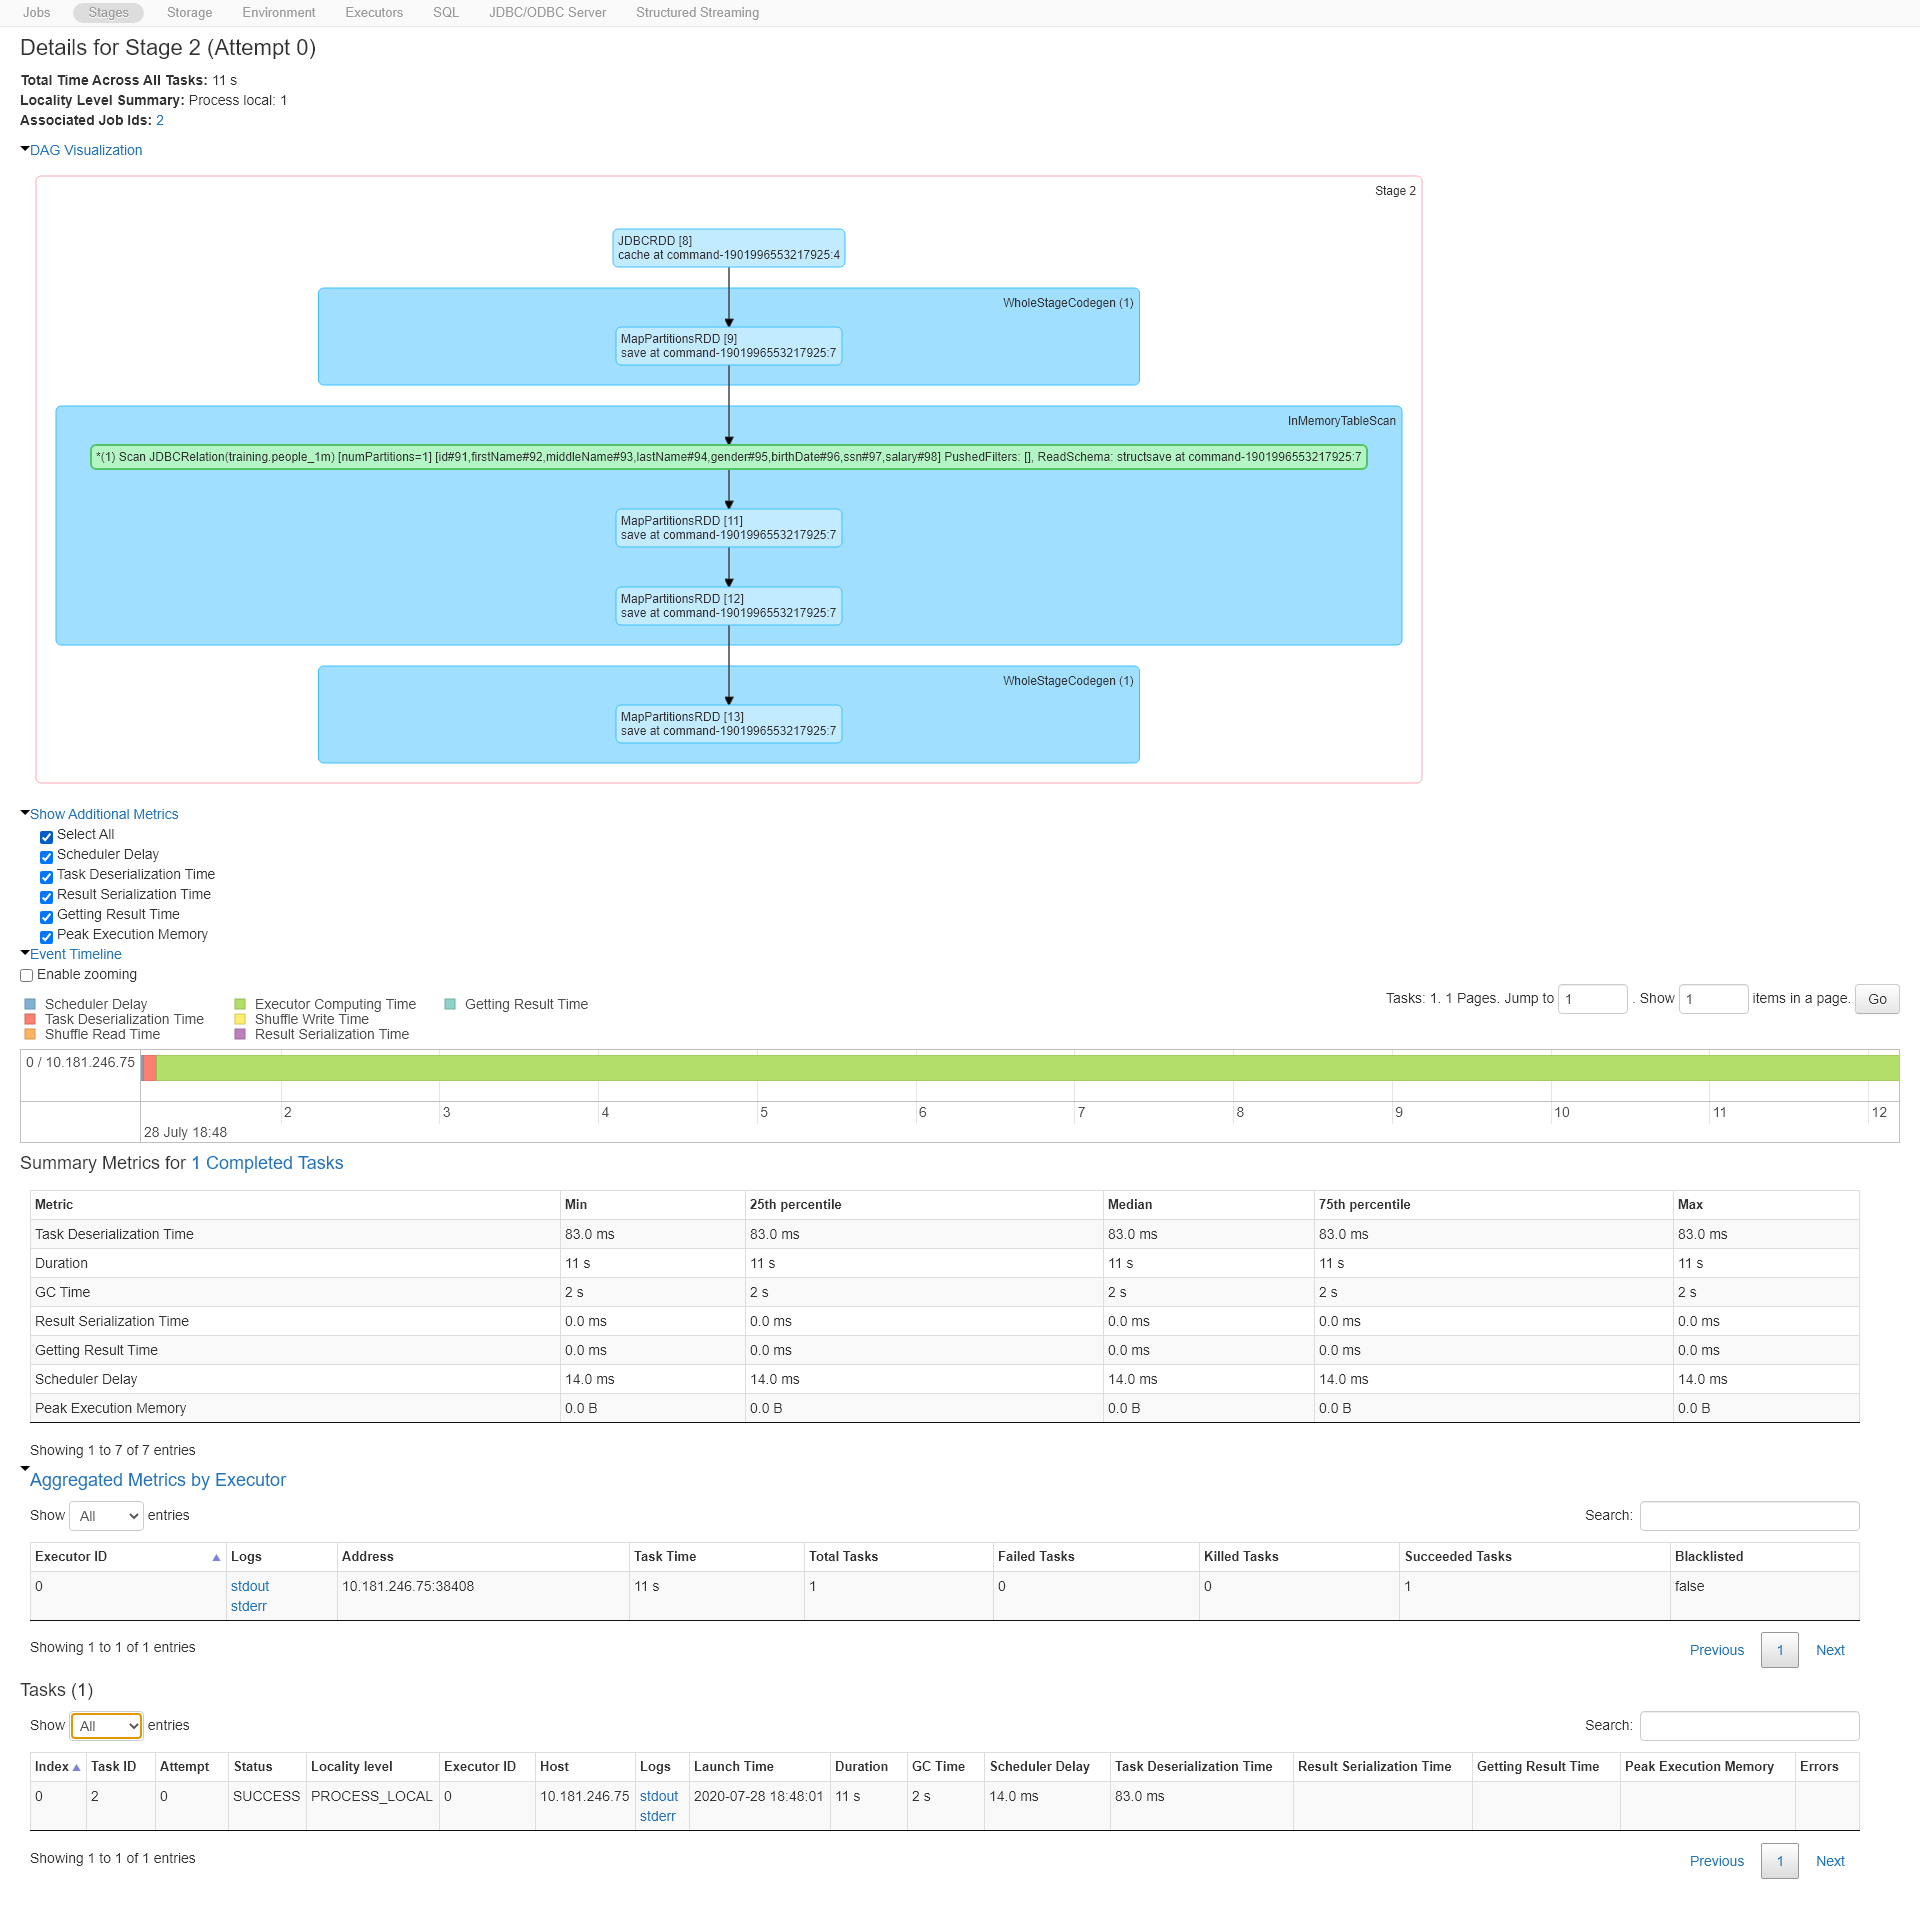 Jobs Stages Storage Environment Executors SQL JDBC/ODBC Server Structured Streaming
Details for Stage 2 (Attempt 0)
Total Time Across All Tasks: 11 s
Locality Level Summary: Process local: 1
Associated Job Ids: 2
DAG Visualization
Stage 2
JDBCRDD [8]
cache at command-1901996553217925:4
WholeStageCodegen (1)
MapPartitionsRDD [9]
save at command-1901996553217925:7
InMemoryTableScan
*(1) Scan JDBCRelation(training.people_1m) [numPartitions=1] [id#91,firstName#92,middleName#93,lastName#94,gender#95,birthDate#96,ssn#97,salary#98] PushedFilters: [], ReadSchema: structsave at command-1901996553217925:7
MapPartitionsRDD [11]
save at command-1901996553217925:7
MapPartitionsRDD [12]
save at command-1901996553217925:7
WholeStageCodegen (1)
MapPartitionsRDD [13]
save at command-1901996553217925:7
Show Additional Metrics
Select All
Scheduler Delay
Task Deserialization Time
Result Serialization Time
Getting Result Time
Peak Execution Memory
Event Timeline
Enable zooming
Tasks: 1. 1 Pages. Jump to 1 . Show 1 items in a page. Go
Scheduler Delay Executor Computing Time Getting Result Time
Task Deserialization Time Shuffle Write Time
Shuffle Read Time Result Serialization Time
0 / 10.181.246.75
2 3 4 5 6 7 8 9 10 11 12
28 July 18:48
Summary Metrics for 1 Completed Tasks
Metric Min 25th percentile Median 75th percentile Max
Task Deserialization Time 83.0 ms 83.0 ms 83.0 ms 83.0 ms 83.0 ms
Duration 11 s 11 s 11 s 11 s 11 s
GC Time 2 s 2 s 2 s 2 s 2 s
Result Serialization Time 0.0 ms 0.0 ms 0.0 ms 0.0 ms 0.0 ms
Getting Result Time 0.0 ms 0.0 ms 0.0 ms 0.0 ms 0.0 ms
Scheduler Delay 14.0 ms 14.0 ms 14.0 ms 14.0 ms 14.0 ms
Peak Execution Memory 0.0 B 0.0 B 0.0 B 0.0 B 0.0 B
Showing 1 to 7 of 7 entries
Aggregated Metrics by Executor
Show All entries Search:
Executor ID Logs Address Task Time Total Tasks Failed Tasks Killed Tasks Succeeded Tasks Blacklisted
0 stdout 10.181.246.75:38408 11 s 1 0 0 1 false
stderr
Showing 1 to 1 of 1 entries Previous 1 Next
Tasks (1)
Show All entries Search:
Index Task ID Attempt Status Locality level Executor ID Host Logs Launch Time Duration GC Time Scheduler Delay Task Deserialization Time Result Serialization Time Getting Result Time Peak Execution Memory Errors
0 2 0 SUCCESS PROCESS_LOCAL 0 10.181.246.75 stdout 2020-07-28 18:48:01 11 s 2 s 14.0 ms 83.0 ms
stderr
Showing 1 to 1 of 1 entries Previous 1 Next